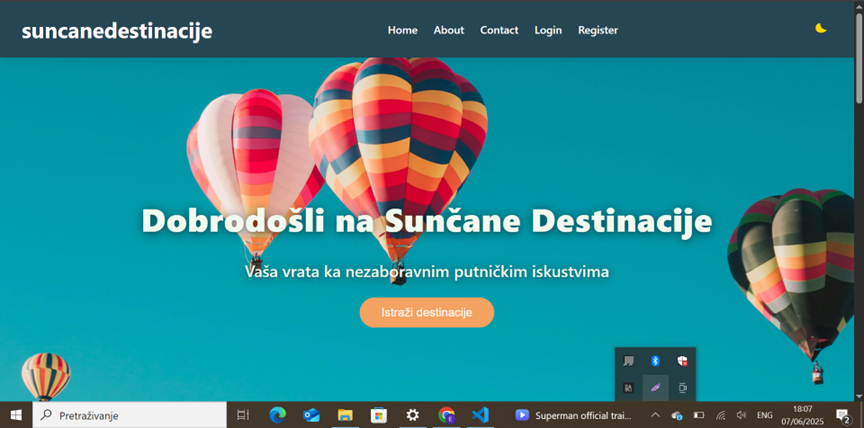 suncanedestinacije
Home About Contact Login Register
Dobrodošli na Sunčane Destinacije
Vaša vrata ka nezaboravnim putničkim iskustvima
Istraži destinacije
Pretraživanje
Superman official trai...
ENG
18:07
07/06/2025
2